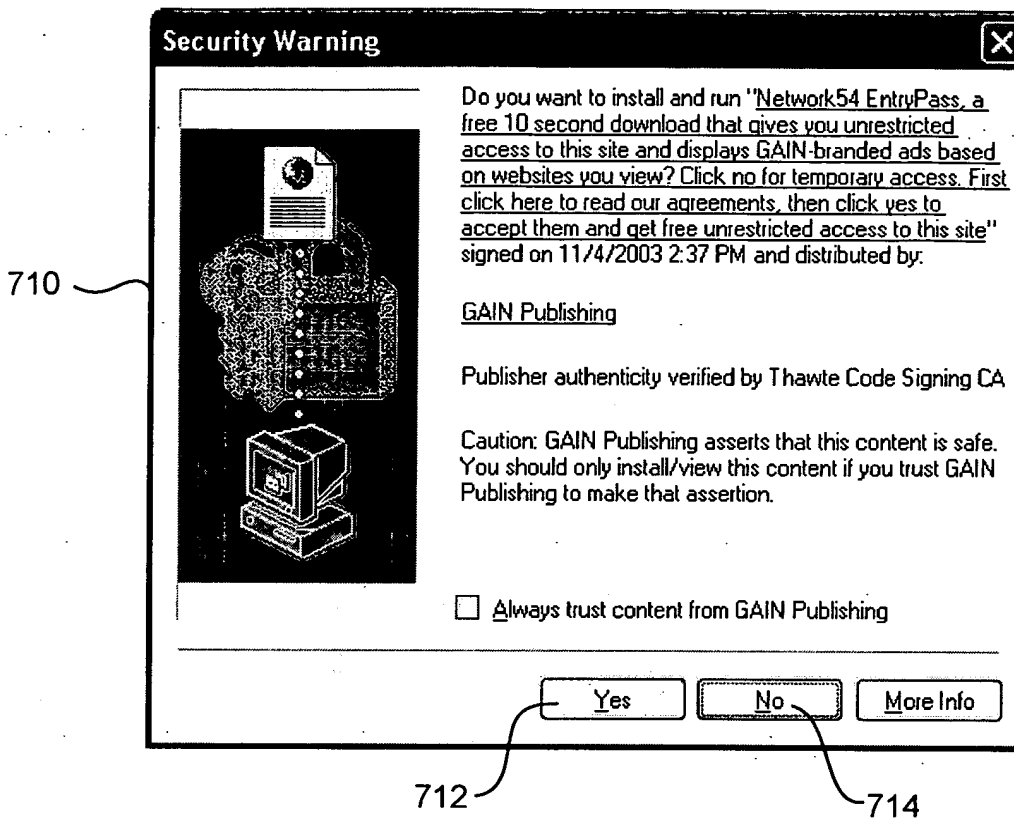 Security Warning
Do you want to install and run "Network54 EntryPass, a
free 10 second download that gives you unrestricted
access to this site and displays GAIN-branded ads based
on websites you view? Click no for temporary access. First
click here to read our agreements, then click yes to
accept them and get free unrestricted access to this site"
signed on 11/4/2003 2:37 PM and distributed by:
710
GAIN Publishing
Publisher authenticity verified by Thawte Code Signing CA
Caution: GAIN Publishing asserts that this content is safe.
You should only install/view this content if you trust GAIN
Publishing to make that assertion.
Always trust content from GAIN Publishing
Yes No More Info
712 714